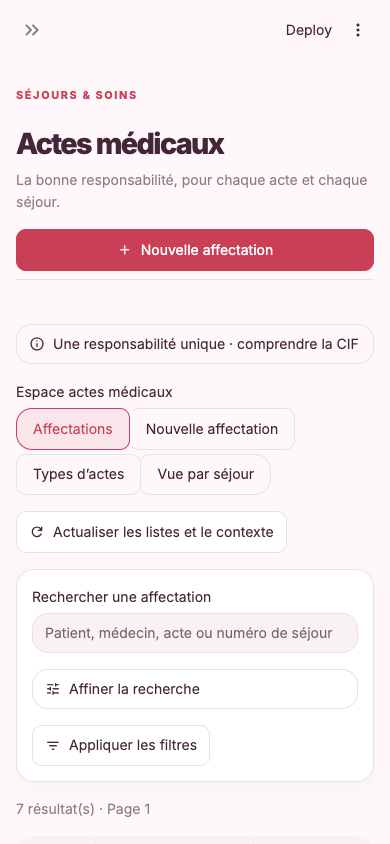 Deploy
SÉJOURS & SOINS
Actes médicaux
La bonne responsabilité, pour chaque acte et chaque
séjour.
Nouvelle affectation
Une responsabilité unique · comprendre la CIF
Espace actes médicaux
Affectations
Nouvelle affectation
Types d’actes
Vue par séjour
Actualiser les listes et le contexte
Rechercher une affectation
Patient, médecin, acte ou numéro de séjour
Affiner la recherche
Appliquer les filtres
7 résultat(s) · Page 1